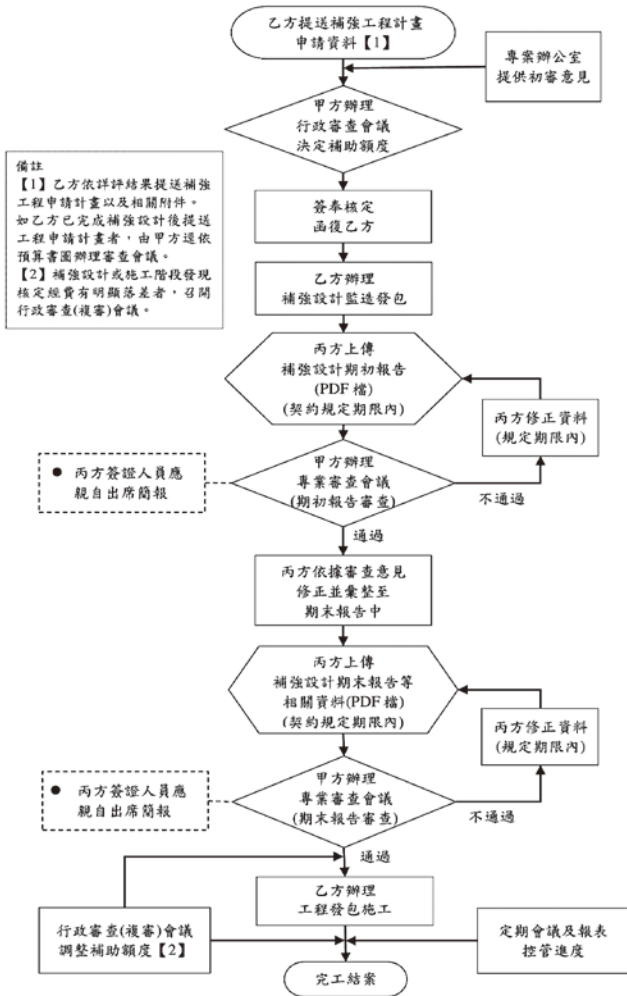 乙方提送補強工程計畫
申請資料【1】
專案辦公室
提供初審意見
甲方辦理
行政審查會議
決定補助額度
備註
【1】乙方依詳評結果提送補強
工程申請計畫以及相關附件。
如乙方已完成補強設計後提送
工程申請計畫者,由甲方逕依
預算書圖辦理審查會議。
【2】補強設計或施工階段發現
核定經費有明顯落差者,召開
行政審查(複審)會議。
簽奉核定
函復乙方
乙方辦理
補強設計監造發包
丙方上傳
補強設計期初報告
(PDF 檔)
(契約規定期限內)
丙方修正資料
(規定期限內)
● 丙方簽證人員應
親自出席簡報
甲方辦理
專業審查會議
(期初報告審查)
不通過
通過
丙方依據審查意見
修正並彙整至
期末報告中
丙方上傳
補強設計期末報告等
相關資料(PDF 檔)
(契約規定期限內)
丙方修正資料
(規定期限內)
● 丙方簽證人員應
親自出席簡報
甲方辦理
專業審查會議
(期末報告審查)
不通過
通過
乙方辦理
工程發包施工
行政審查(複審)會議
調整補助額度【2】
定期會議及報表
控管進度
完工結案